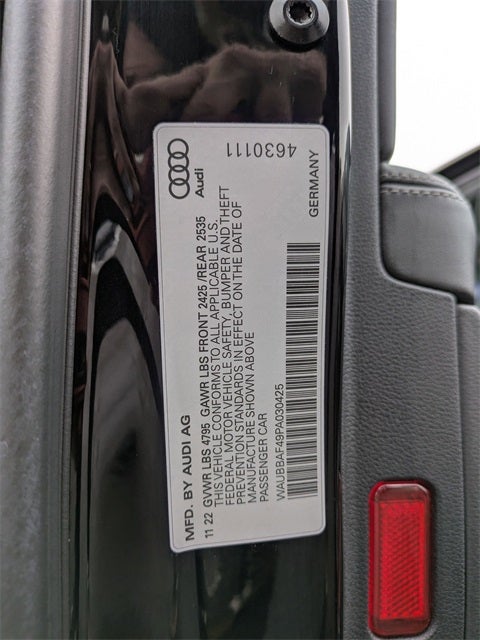 MFD. BY AUDI AG
11 22 GVWR LBS 4795 GAWR LBS FRONT 2425 /REAR 2535
THIS VEHICLE CONFORMS TO ALL APPLICABLE U.S.
FEDERAL MOTOR VEHICLE SAFETY, BUMPER AND THEFT
PREVENTION STANDARDS IN EFFECT ON THE DATE OF
MANUFACTURE SHOWN ABOVE
PASSENGER CAR
WAUBBAF49PA030425
Audi
GERMANY
4630111